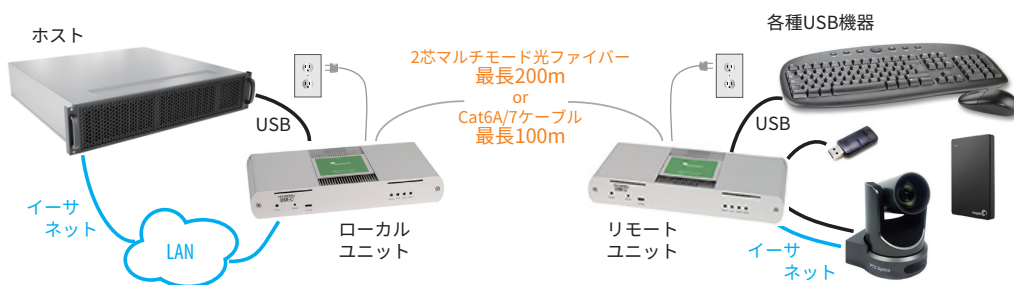 ホスト
各種USB機器
2芯マルチモード光ファイバー
最長200m
or
Cat6A/7ケーブル
最長100m
USB
USB
イーサ
ネット
LAN
ローカル
ユニット
リモート
ユニット
イーサ
ネット